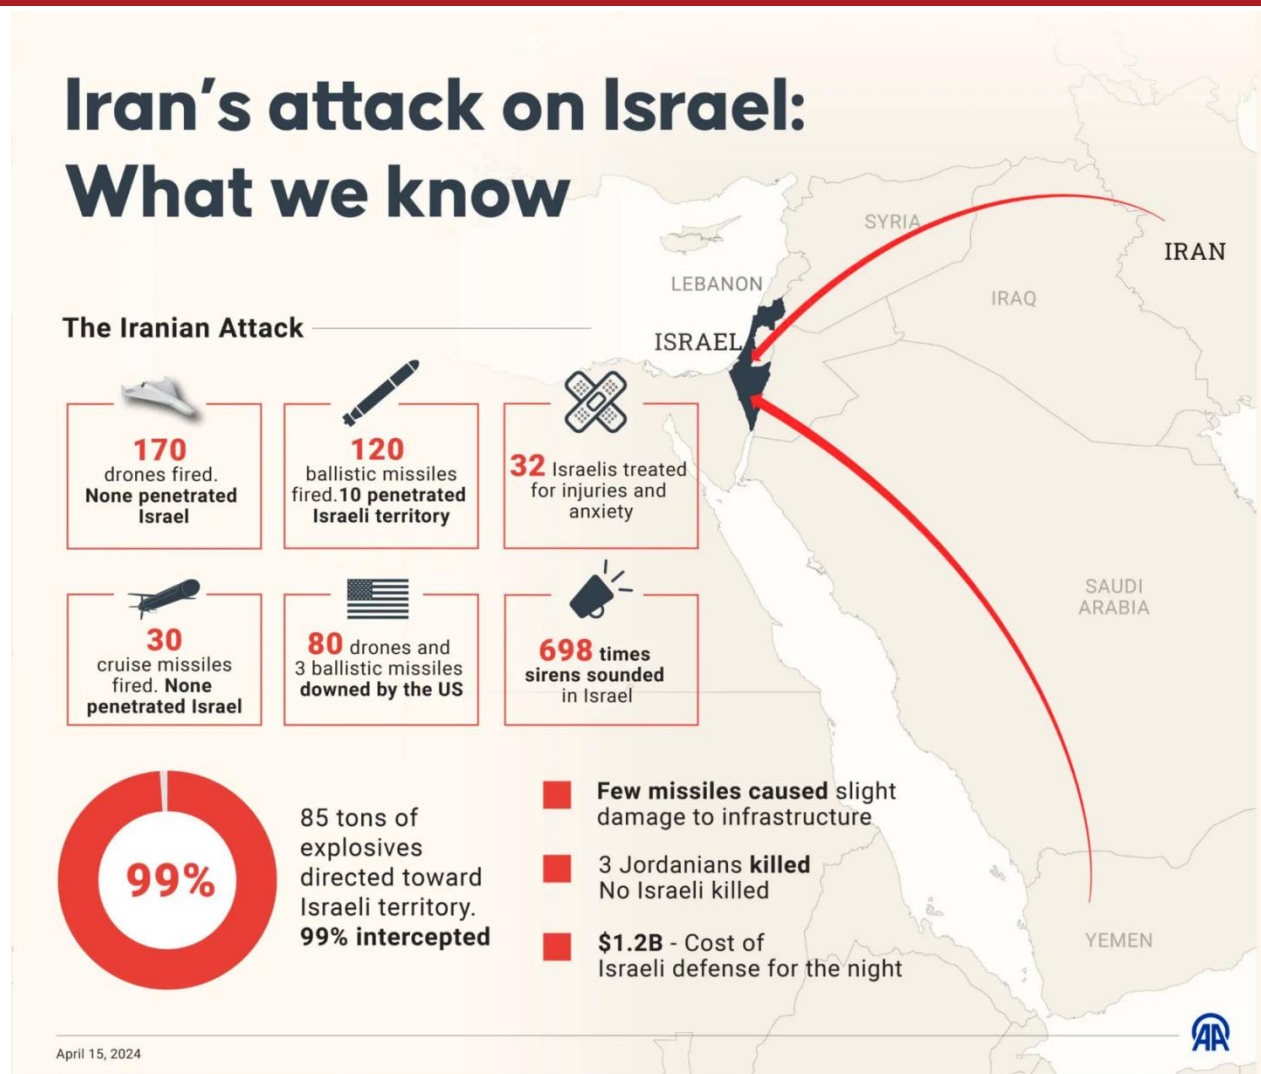 Iran's attack on Israel:
What we know
SYRIA
IRAN
LEBANON
IRAQ
ISRAEL
The Iranian Attack
170
drones fired.
None penetrated
Israel
120
ballistic missiles
fired.10 penetrated
Israeli territory
32 Israelis treated
for injuries and
anxiety
30
cruise missiles
fired. None
penetrated Israel
80 drones and
3 ballistic missiles
downed by the US
698 times
sirens sounded
in Israel
SAUDI
ARABIA
99%
85 tons of
explosives
directed toward
Israeli territory.
99% intercepted
Few missiles caused slight
damage to infrastructure
3 Jordanians killed
No Israeli killed
$1.2B - Cost of
Israeli defense for the night
YEMEN
April 15, 2024
AA